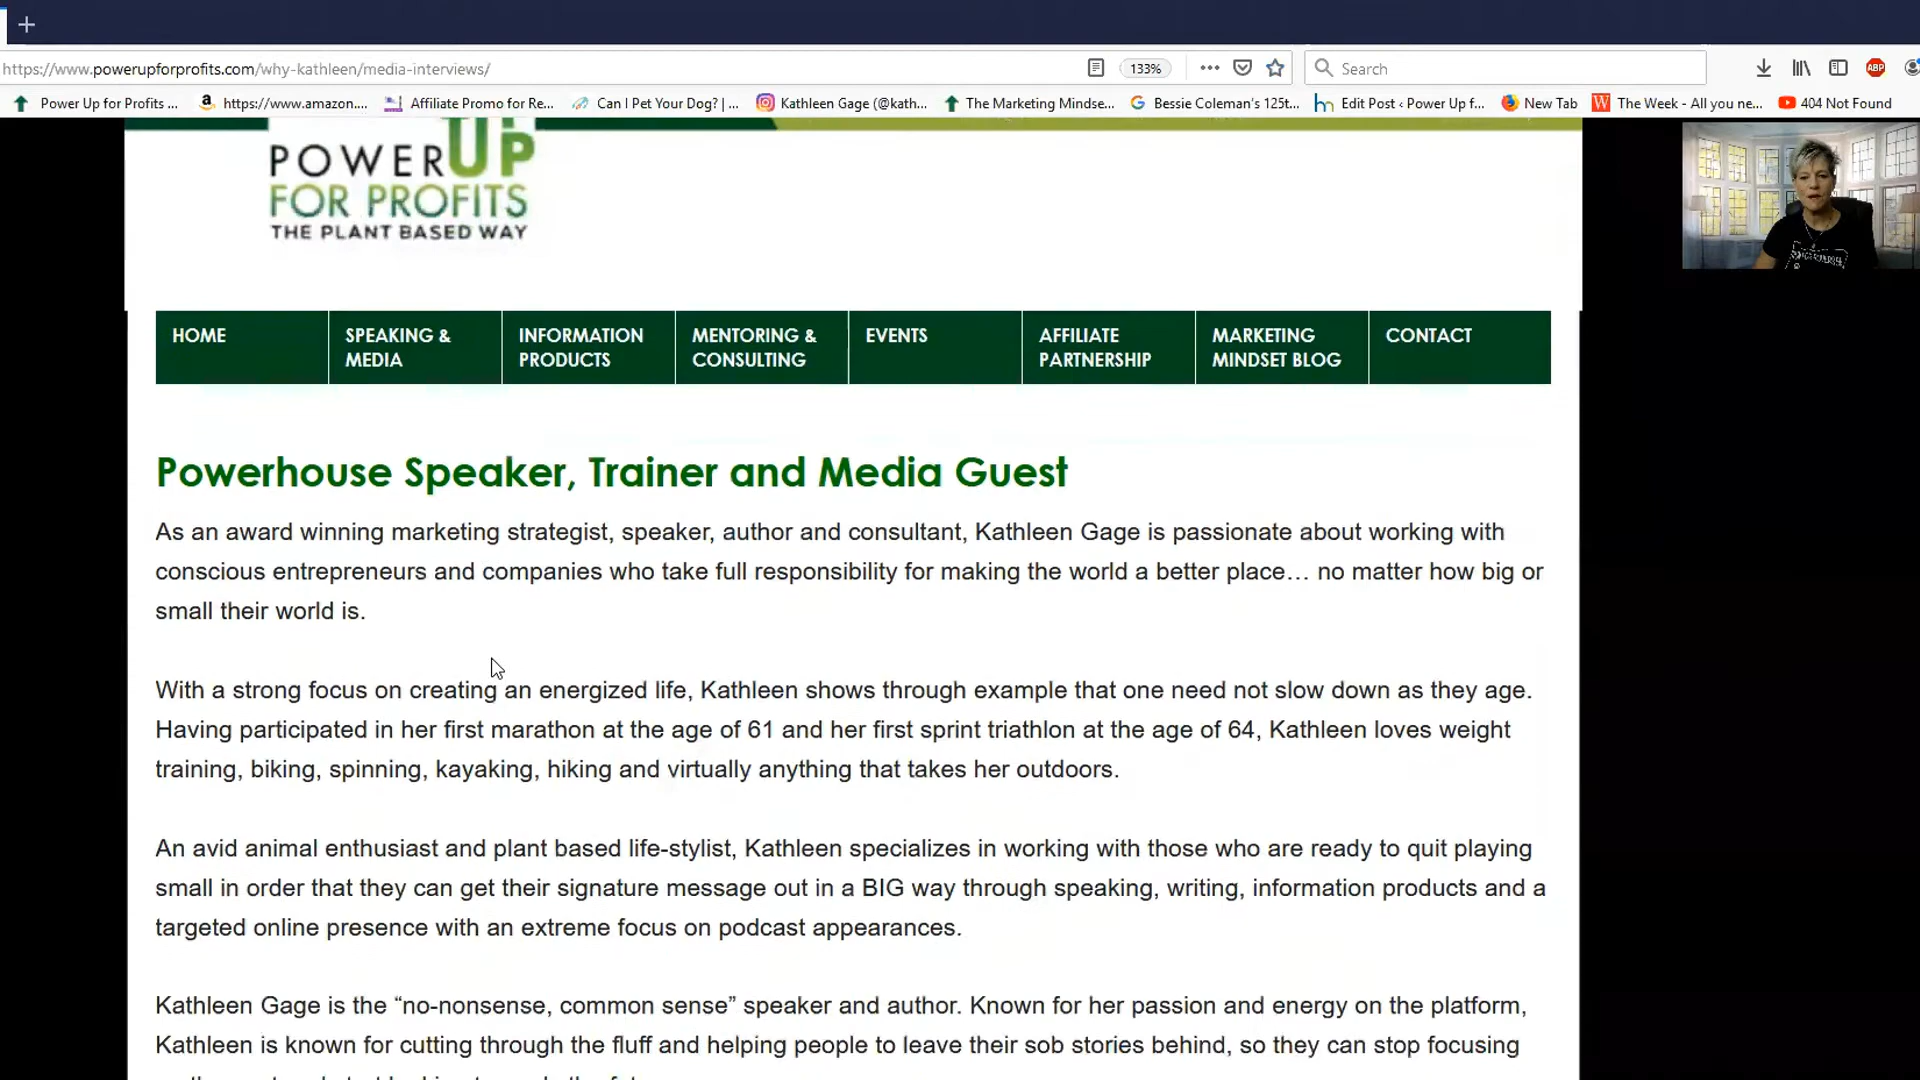 https://www.powerupforprofits.com/why-kathleen/media-interviews/
133%
Search
ABP
Power Up for Profits ...
https://www.amazon....
Affiliate Promo for Re...
Can I Pet Your Dog? | ...
Kathleen Gage (@kath...
The Marketing Mindse...
Bessie Coleman's 125t...
Edit Post ‹ Power Up f...
New Tab
The Week - All you ne...
404 Not Found
POWER UP
FOR PROFITS
THE PLANT BASED WAY
HOME
SPEAKING &
MEDIA
INFORMATION
PRODUCTS
MENTORING &
CONSULTING
EVENTS
AFFILIATE
PARTNERSHIP
MARKETING
MINDSET BLOG
CONTACT
Powerhouse Speaker, Trainer and Media Guest
As an award winning marketing strategist, speaker, author and consultant, Kathleen Gage is passionate about working with
conscious entrepreneurs and companies who take full responsibility for making the world a better place… no matter how big or
small their world is.
With a strong focus on creating an energized life, Kathleen shows through example that one need not slow down as they age.
Having participated in her first marathon at the age of 61 and her first sprint triathlon at the age of 64, Kathleen loves weight
training, biking, spinning, kayaking, hiking and virtually anything that takes her outdoors.
An avid animal enthusiast and plant based life-stylist, Kathleen specializes in working with those who are ready to quit playing
small in order that they can get their signature message out in a BIG way through speaking, writing, information products and a
targeted online presence with an extreme focus on podcast appearances.
Kathleen Gage is the “no-nonsense, common sense” speaker and author. Known for her passion and energy on the platform,
Kathleen is known for cutting through the fluff and helping people to leave their sob stories behind, so they can stop focusing